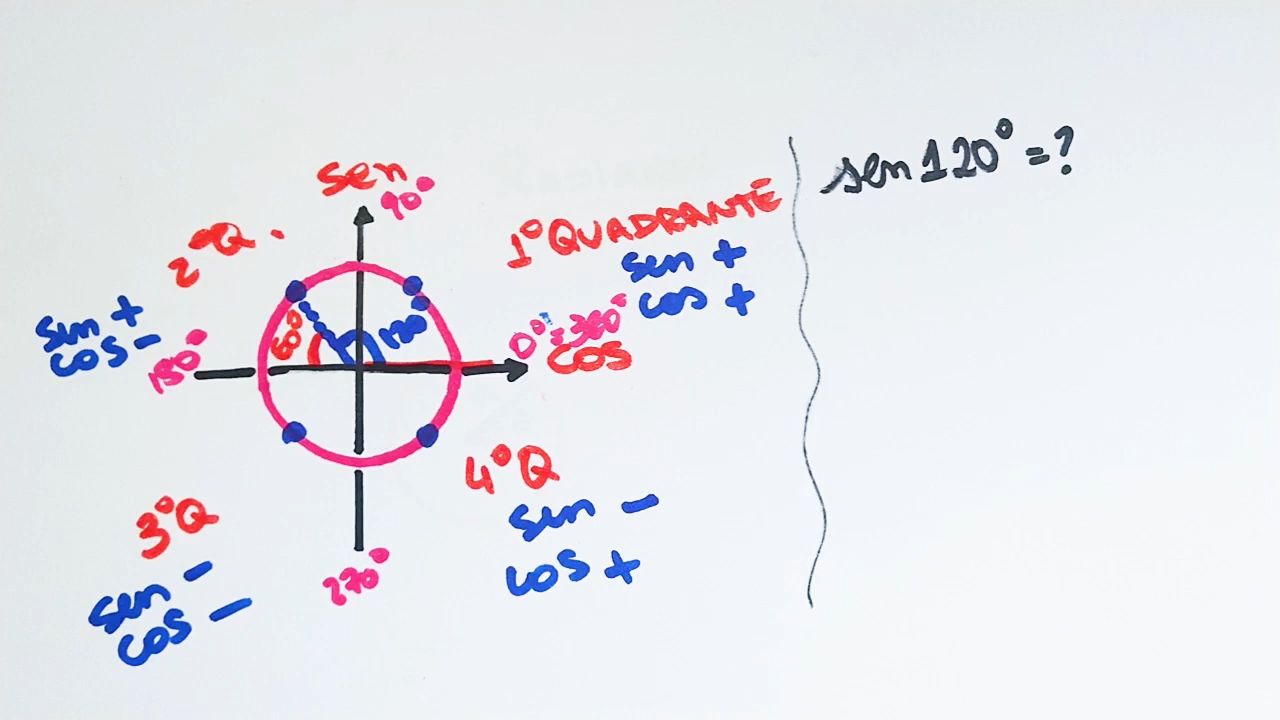 sen
90°
2°Q.
1°QUADRANTE
sen +
cos +
sen +
cos -
60°
120°
0°=360°
cos
180°
4°Q
sen -
cos +
3°Q
sen -
cos -
270°
sen 120° = ?